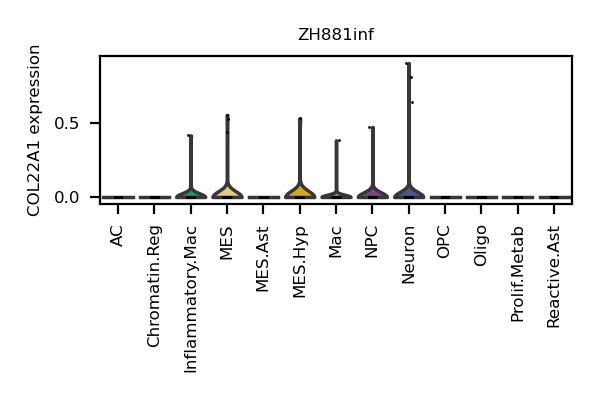 ZH881inf
COL22A1 expression
0.5
0.0
AC
Chromatin.Reg
Inflammatory.Mac
MES
MES.Ast
MES.Hyp
Mac
NPC
Neuron
OPC
Oligo
Prolif.Metab
Reactive.Ast